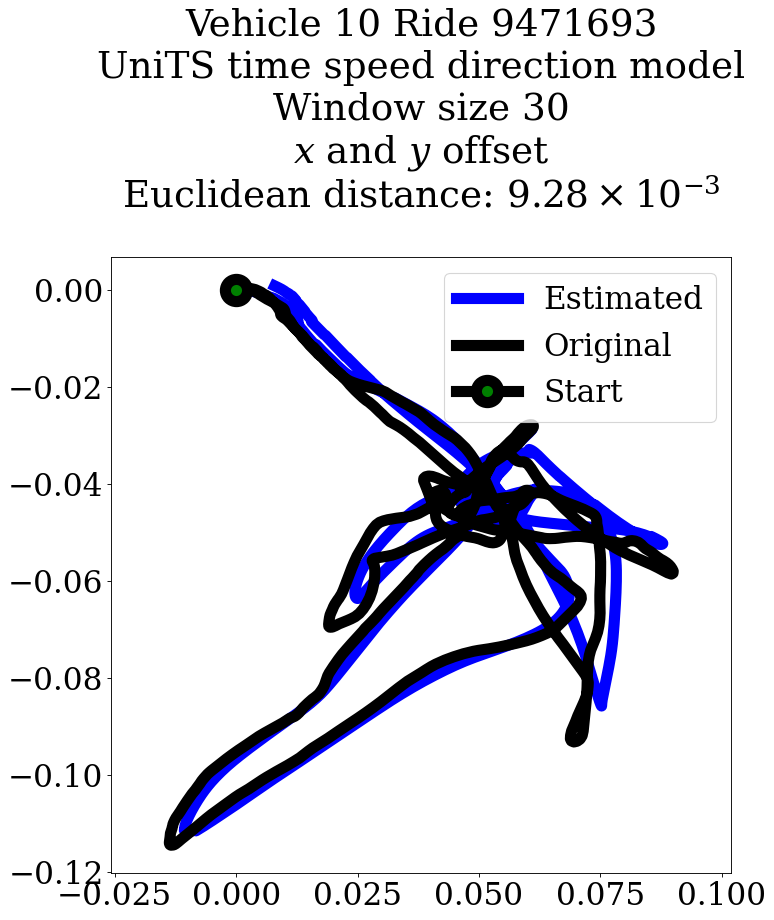 Vehicle 10 Ride 9471693
UniTS time speed direction model
Window size 30
x and y offset
Euclidean distance: 9.28 × 10⁻³
Estimated
Original
Start
0.00
−0.02
−0.04
−0.06
−0.08
−0.10
−0.12
−0.025 0.000 0.025 0.050 0.075 0.100